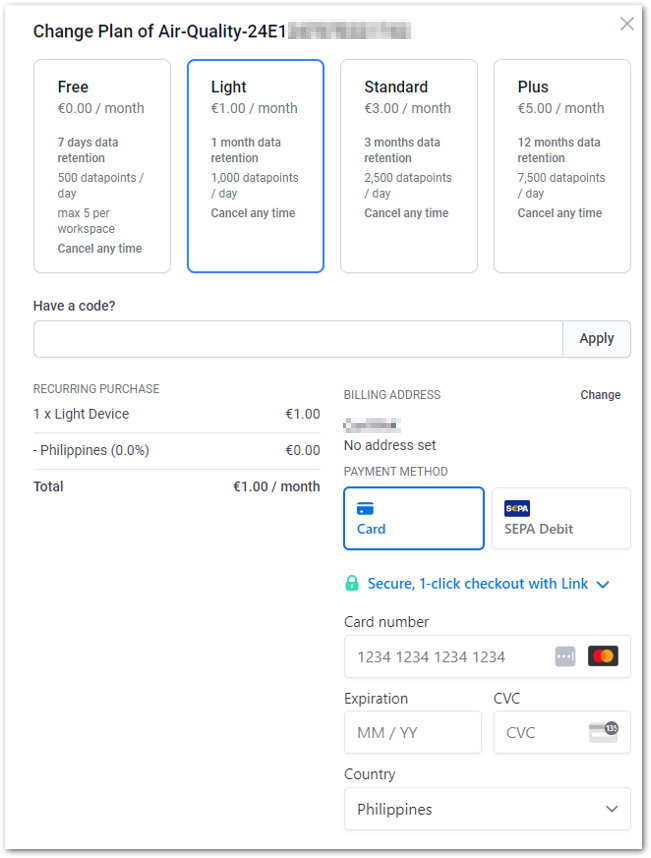 Change Plan of Air-Quality-24E1
Free
€0.00 / month
7 days data
retention
500 datapoints /
day
max 5 per
workspace
Cancel any time
Light
€1.00 / month
1 month data
retention
1,000 datapoints
/ day
Cancel any time
Standard
€3.00 / month
3 months data
retention
2,500 datapoints
/ day
Cancel any time
Plus
€5.00 / month
12 months data
retention
7,500 datapoints
/ day
Cancel any time
Have a code?
Apply
RECURRING PURCHASE
1 x Light Device €1.00
- Philippines (0.0%) €0.00
Total €1.00 / month
BILLING ADDRESS Change
No address set
PAYMENT METHOD
Card
SEPA
SEPA Debit
Secure, 1-click checkout with Link
Card number
1234 1234 1234 1234
Expiration
MM / YY
CVC
CVC
135
Country
Philippines